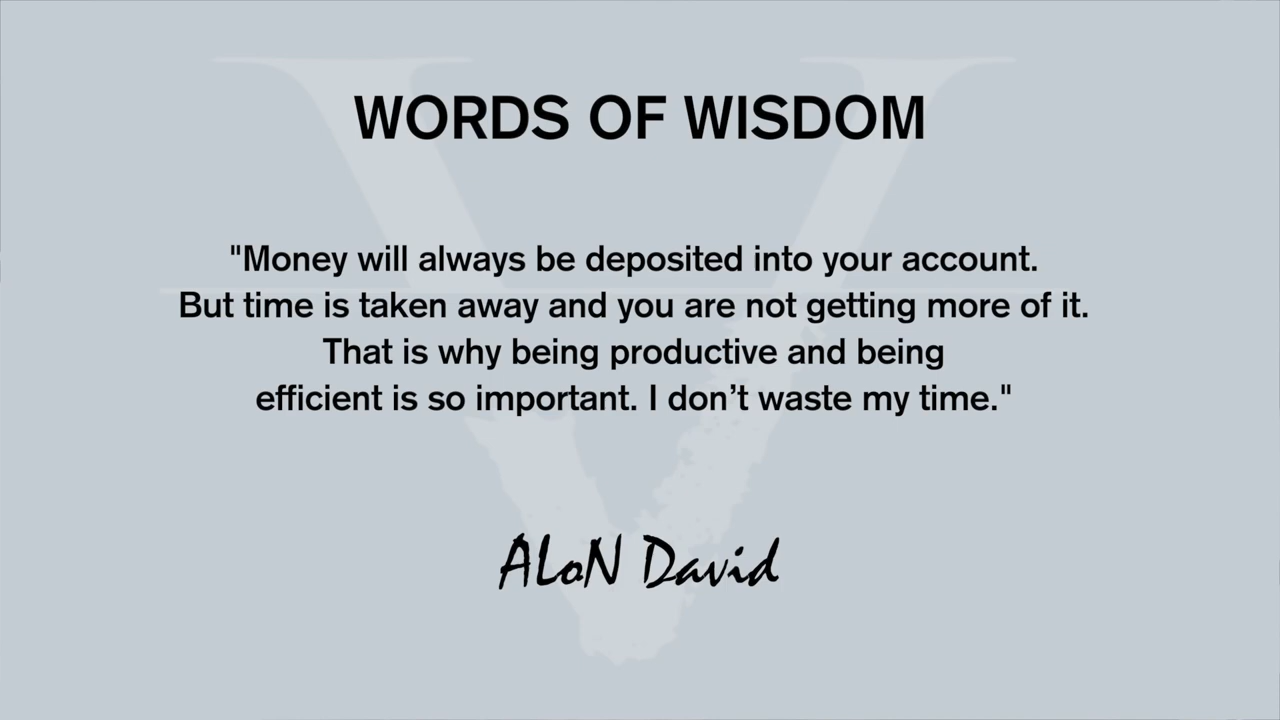 WORDS OF WISDOM
"Money will always be deposited into your account.
But time is taken away and you are not getting more of it.
That is why being productive and being
efficient is so important. I don’t waste my time."
ALoN David